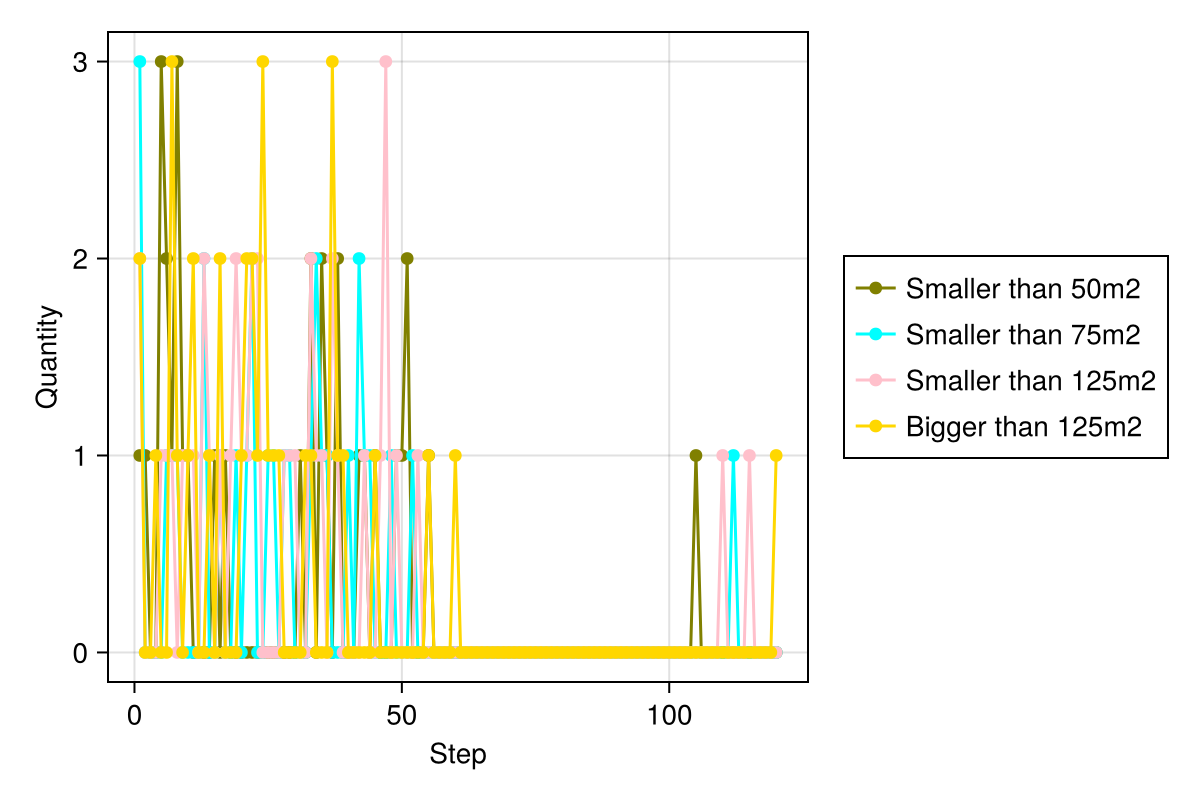 3
2
1
0
Quantity
0
50
100
Step
Smaller than 50m2
Smaller than 75m2
Smaller than 125m2
Bigger than 125m2